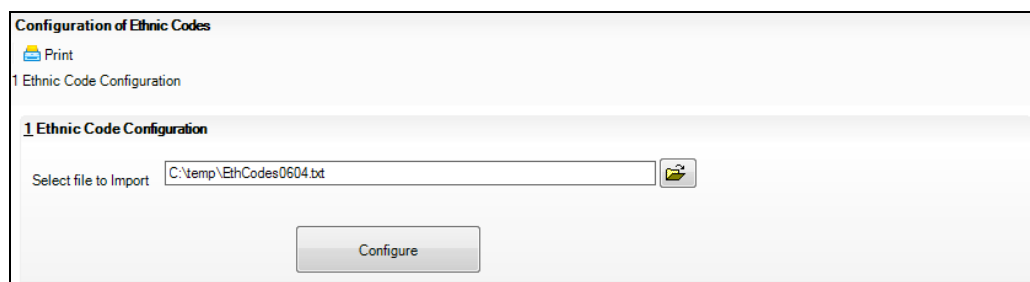 Configuration of Ethnic Codes
Print
1 Ethnic Code Configuration
1 Ethnic Code Configuration
Select file to Import C:\temp\EthCodes0604.txt
Configure